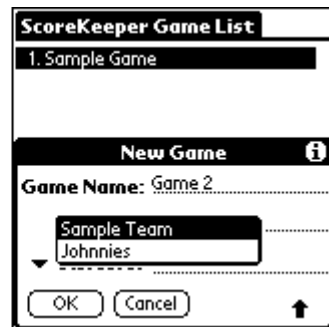 ScoreKeeper Game List
1. Sample Game
New Game
Game Name: Game 2
Sample Team
Johnnies
OK Cancel